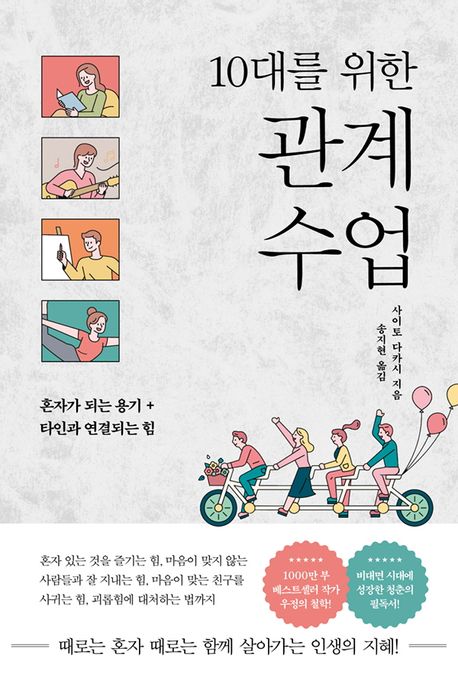 10대를 위한
관계
수업
사이토 다카시 지음
송지현 옮김
혼자가 되는 용기 +
타인과 연결되는 힘
혼자 있는 것을 즐기는 힘, 마음이 맞지 않는
사람들과 잘 지내는 힘, 마음이 맞는 친구를
사귀는 힘, 괴롭힘에 대처하는 법까지
★★★★★
1000만 부
베스트셀러 작가
우정의 철학!
★★★★★
비대면 시대에
성장한 청춘의
필독서!
때로는 혼자 때로는 함께 살아가는 인생의 지혜!